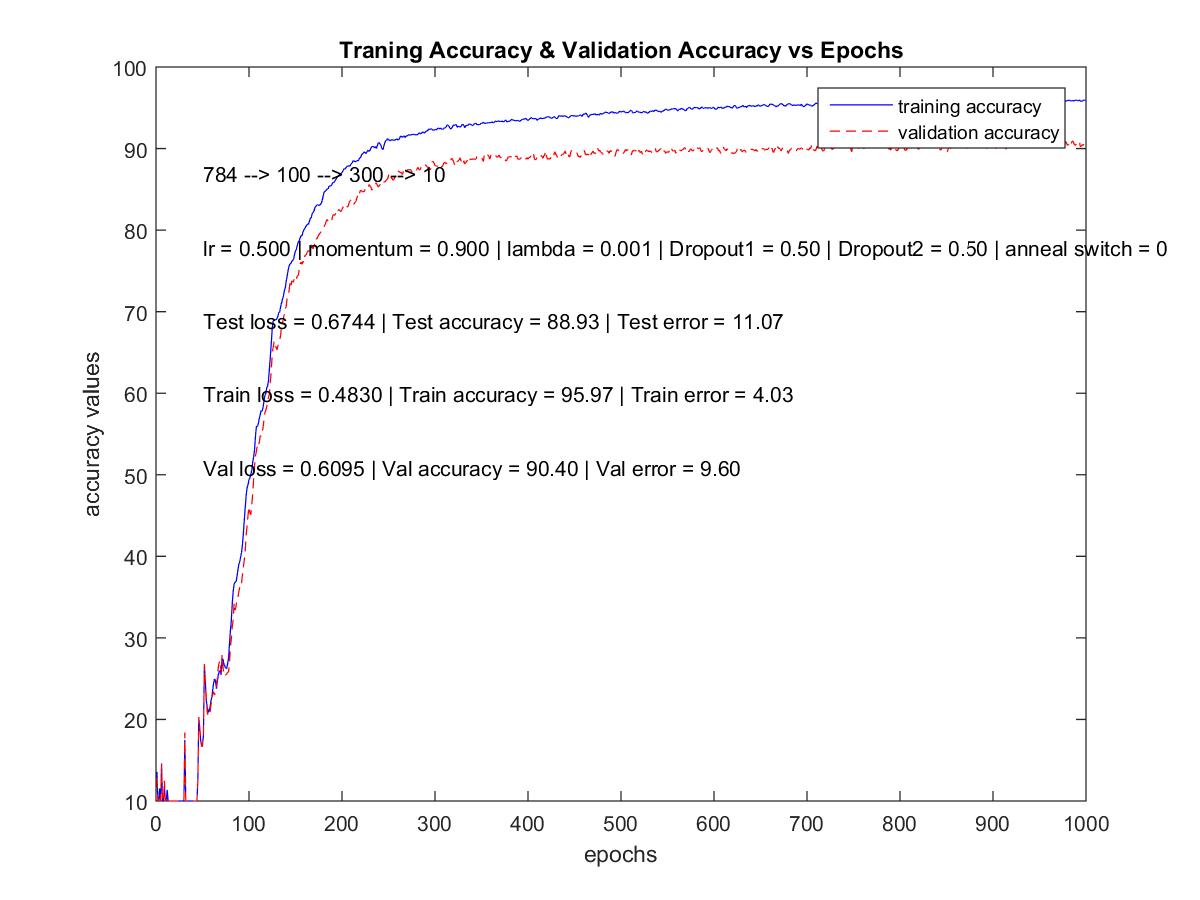 Traning Accuracy & Validation Accuracy vs Epochs
100
90
80
70
60
50
40
30
20
10
accuracy values
training accuracy
validation accuracy
784 --> 100 --> 300 --> 10
lr = 0.500 | momentum = 0.900 | lambda = 0.001 | Dropout1 = 0.50 | Dropout2 = 0.50 | anneal switch = 0
Test loss = 0.6744 | Test accuracy = 88.93 | Test error = 11.07
Train loss = 0.4830 | Train accuracy = 95.97 | Train error = 4.03
Val loss = 0.6095 | Val accuracy = 90.40 | Val error = 9.60
0 100 200 300 400 500 600 700 800 900 1000
epochs